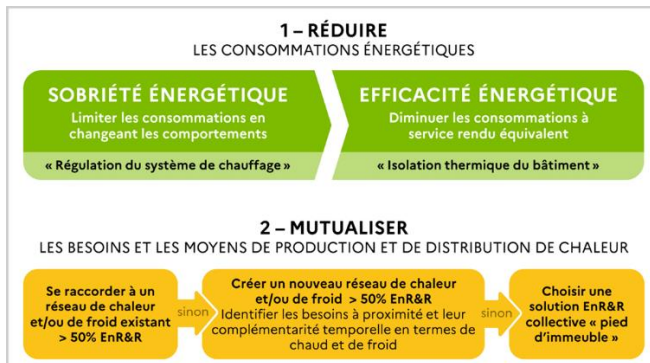 1 – RÉDUIRE
LES CONSOMMATIONS ÉNERGÉTIQUES
SOBRIÉTÉ ÉNERGÉTIQUE
Limiter les consommations en
changeant les comportements
« Régulation du système de chauffage »
EFFICACITÉ ÉNERGÉTIQUE
Diminuer les consommations à
service rendu équivalent
« Isolation thermique du bâtiment »
2 – MUTUALISER
LES BESOINS ET LES MOYENS DE PRODUCTION ET DE DISTRIBUTION DE CHALEUR
Se raccorder à un
réseau de chaleur
et/ou de froid existant
> 50% EnR&R
sinon
Créer un nouveau réseau de chaleur
et/ou de froid > 50% EnR&R
Identifier les besoins à proximité et leur
complémentarité temporelle en termes de
chaud et de froid
sinon
Choisir une
solution EnR&R
collective « pied
d'immeuble »